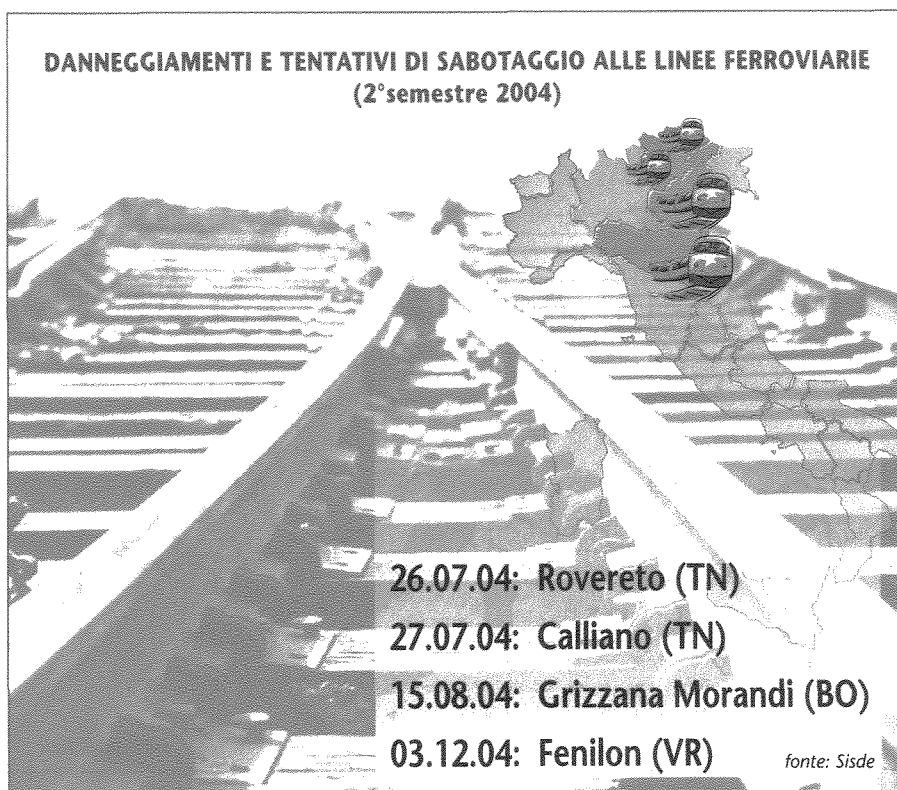 DANNEGGIAMENTI E TENTATIVI DI SABOTAGGIO ALLE LINEE FERROVIARIE
(2°semestre 2004)
26.07.04: Rovereto (TN)
27.07.04: Calliano (TN)
15.08.04: Grizzana Morandi (BO)
03.12.04: Fenilon (VR)
fonte: Sisde